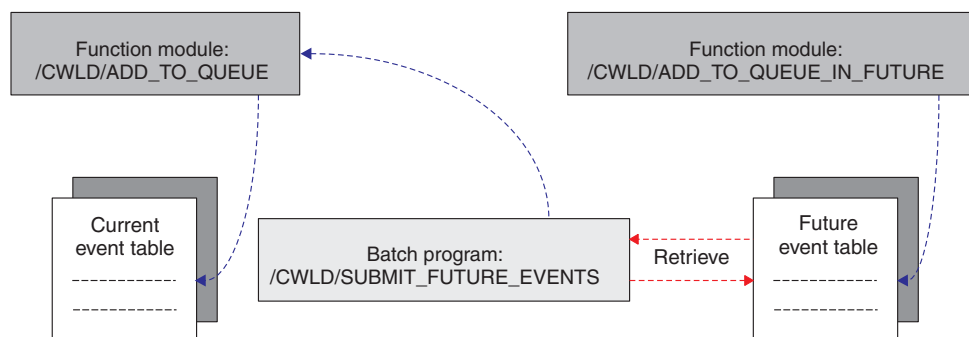 Function module:
/CWLD/ADD_TO_QUEUE
Function module:
/CWLD/ADD_TO_QUEUE_IN_FUTURE
Current
event table
Batch program:
/CWLD/SUBMIT_FUTURE_EVENTS
Retrieve
Future
event table